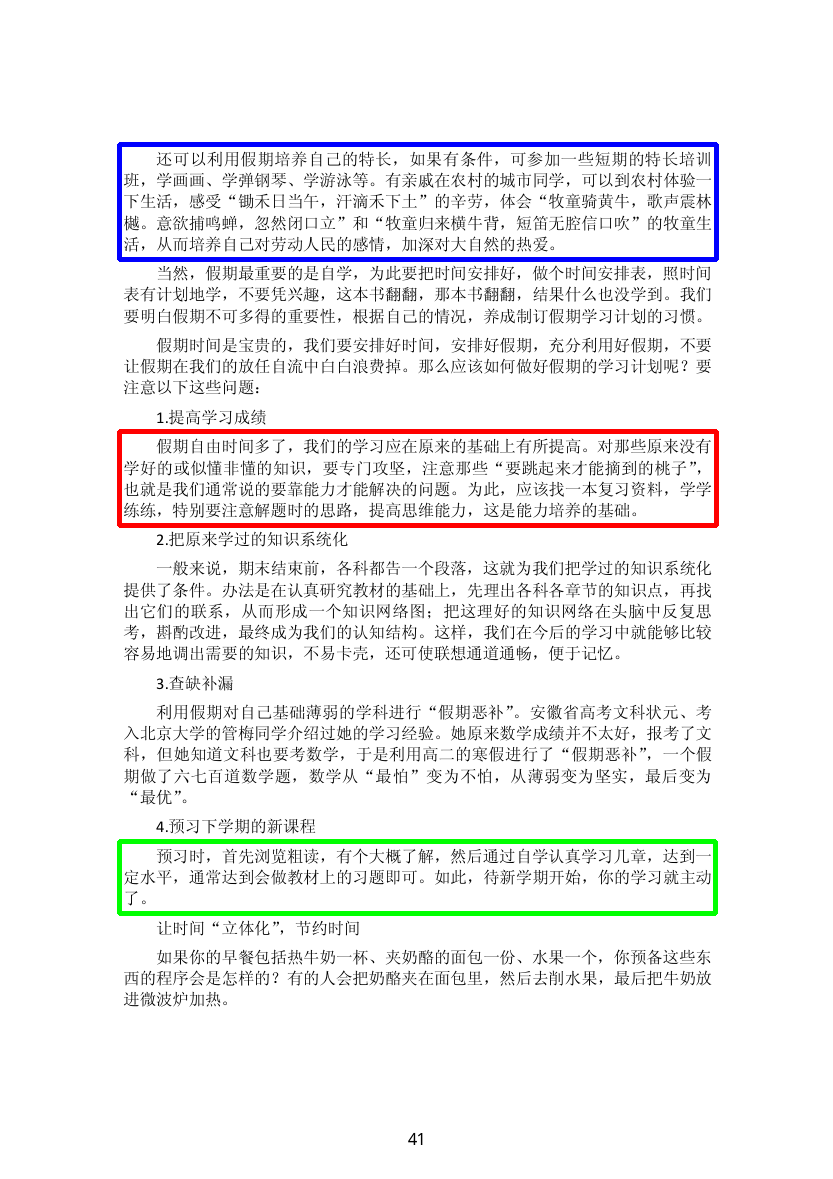 还可以利用假期培养自己的特长，如果有条件，可参加一些短期的特长培训
班，学画画、学弹钢琴、学游泳等。有亲戚在农村的城市同学，可以到农村体验一
下生活，感受“锄禾日当午，汗滴禾下土”的辛劳，体会“牧童骑黄牛，歌声震林
樾。意欲捕鸣蝉，忽然闭口立”和“牧童归来横牛背，短笛无腔信口吹”的牧童生
活，从而培养自己对劳动人民的感情，加深对大自然的热爱。
当然，假期最重要的是自学，为此要把时间安排好，做个时间安排表，照时间
表有计划地学，不要凭兴趣，这本书翻翻，那本书翻翻，结果什么也没学到。我们
要明白假期不可多得的重要性，根据自己的情况，养成制订假期学习计划的习惯。
假期时间是宝贵的，我们要安排好时间，安排好假期，充分利用好假期，不要
让假期在我们的放任自流中白白浪费掉。那么应该如何做好假期的学习计划呢？要
注意以下这些问题：
1.提高学习成绩
假期自由时间多了，我们的学习应在原来的基础上有所提高。对那些原来没有
学好的或似懂非懂的知识，要专门攻坚，注意那些“要跳起来才能摘到的桃子”，
也就是我们通常说的要靠能力才能解决的问题。为此，应该找一本复习资料，学学
练练，特别要注意解题时的思路，提高思维能力，这是能力培养的基础。
2.把原来学过的知识系统化
一般来说，期末结束前，各科都告一个段落，这就为我们把学过的知识系统化
提供了条件。办法是在认真研究教材的基础上，先理出各科各章节的知识点，再找
出它们的联系，从而形成一个知识网络图；把这理好的知识网络在头脑中反复思
考，斟酌改进，最终成为我们的认知结构。这样，我们在今后的学习中就能够比较
容易地调出需要的知识，不易卡壳，还可使联想通道通畅，便于记忆。
3.查缺补漏
利用假期对自己基础薄弱的学科进行“假期恶补”。安徽省高考文科状元、考
入北京大学的管梅同学介绍过她的学习经验。她原来数学成绩并不太好，报考了文
科，但她知道文科也要考数学，于是利用高二的寒假进行了“假期恶补”，一个假
期做了六七百道数学题，数学从“最怕”变为不怕，从薄弱变为坚实，最后变为
“最优”。
4.预习下学期的新课程
预习时，首先浏览粗读，有个大概了解，然后通过自学认真学习几章，达到一
定水平，通常达到会做教材上的习题即可。如此，待新学期开始，你的学习就主动
了。
让时间“立体化”，节约时间
如果你的早餐包括热牛奶一杯、夹奶酪的面包一份、水果一个，你预备这些东
西的程序会是怎样的？有的人会把奶酪夹在面包里，然后去削水果，最后把牛奶放
进微波炉加热。
41